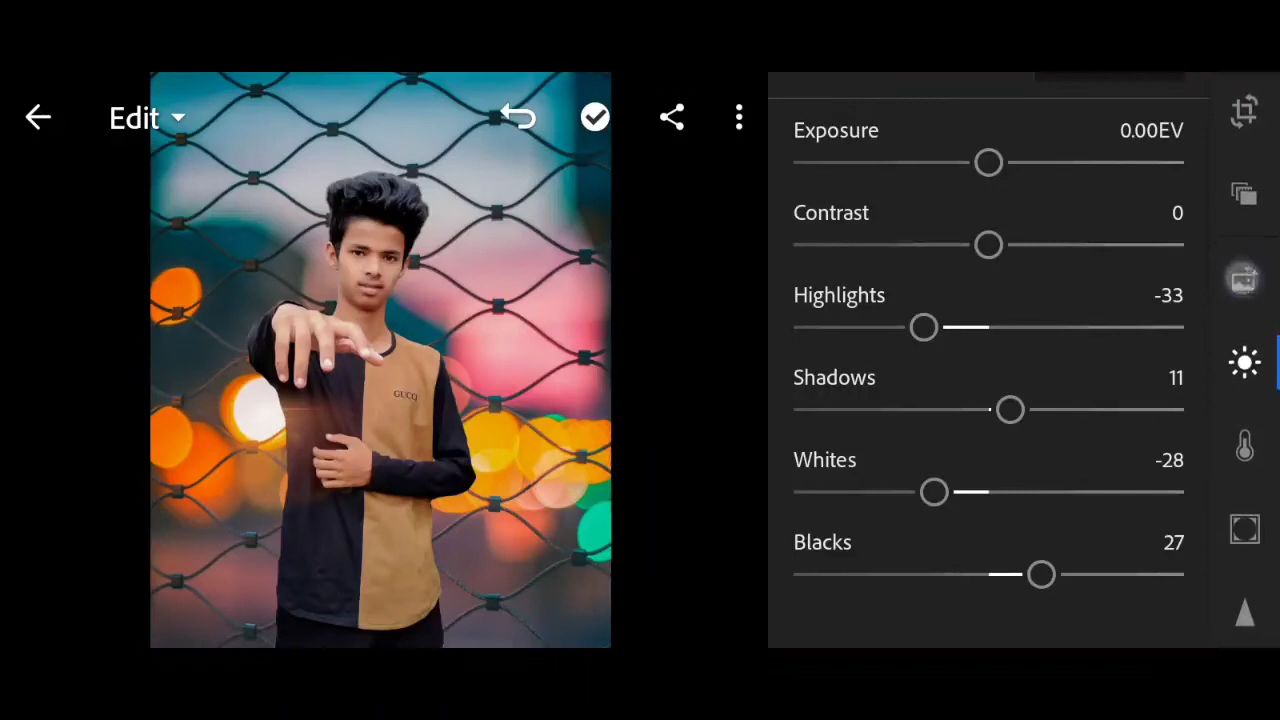 Edit
GUCCI
Exposure 0.00EV
Contrast 0
Highlights -33
Shadows 11
Whites -28
Blacks 27